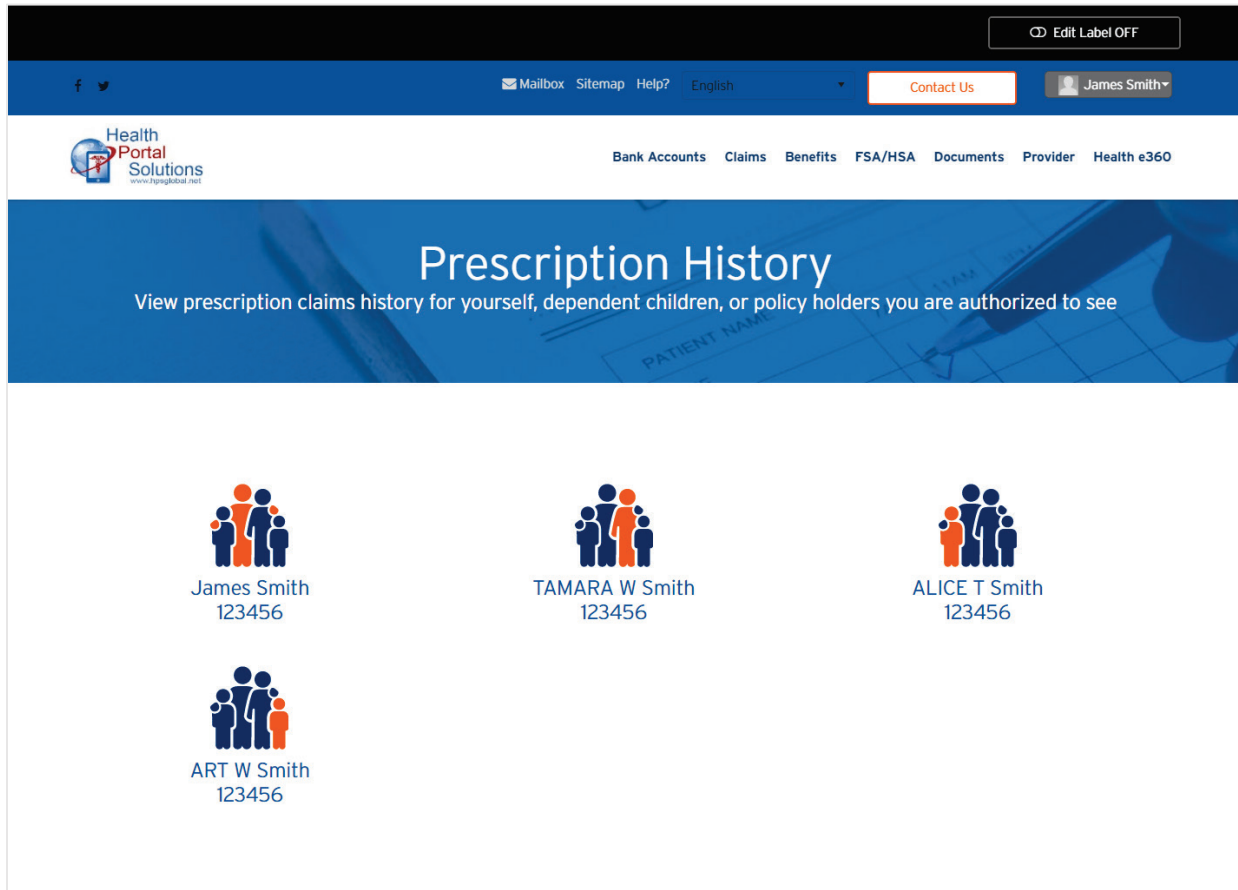 Edit Label OFF
f
Mailbox Sitemap Help? English Contact Us James Smith
Health
Portal
Solutions
www.hpsglobal.net
Bank Accounts Claims Benefits FSA/HSA Documents Provider Health e360
Prescription History
View prescription claims history for yourself, dependent children, or policy holders you are authorized to see
PATIENT NAME
James Smith
123456
TAMARA W Smith
123456
ALICE T Smith
123456
ART W Smith
123456